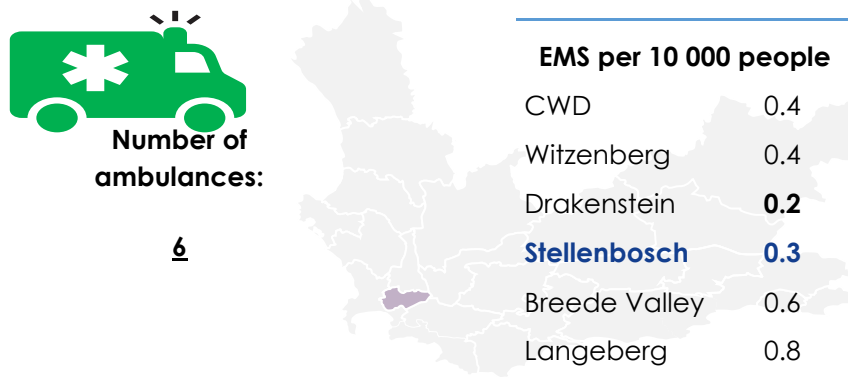 Number of
ambulances:
6
EMS per 10 000 people
CWD 0.4
Witzenberg 0.4
Drakenstein 0.2
Stellenbosch 0.3
Breede Valley 0.6
Langeberg 0.8